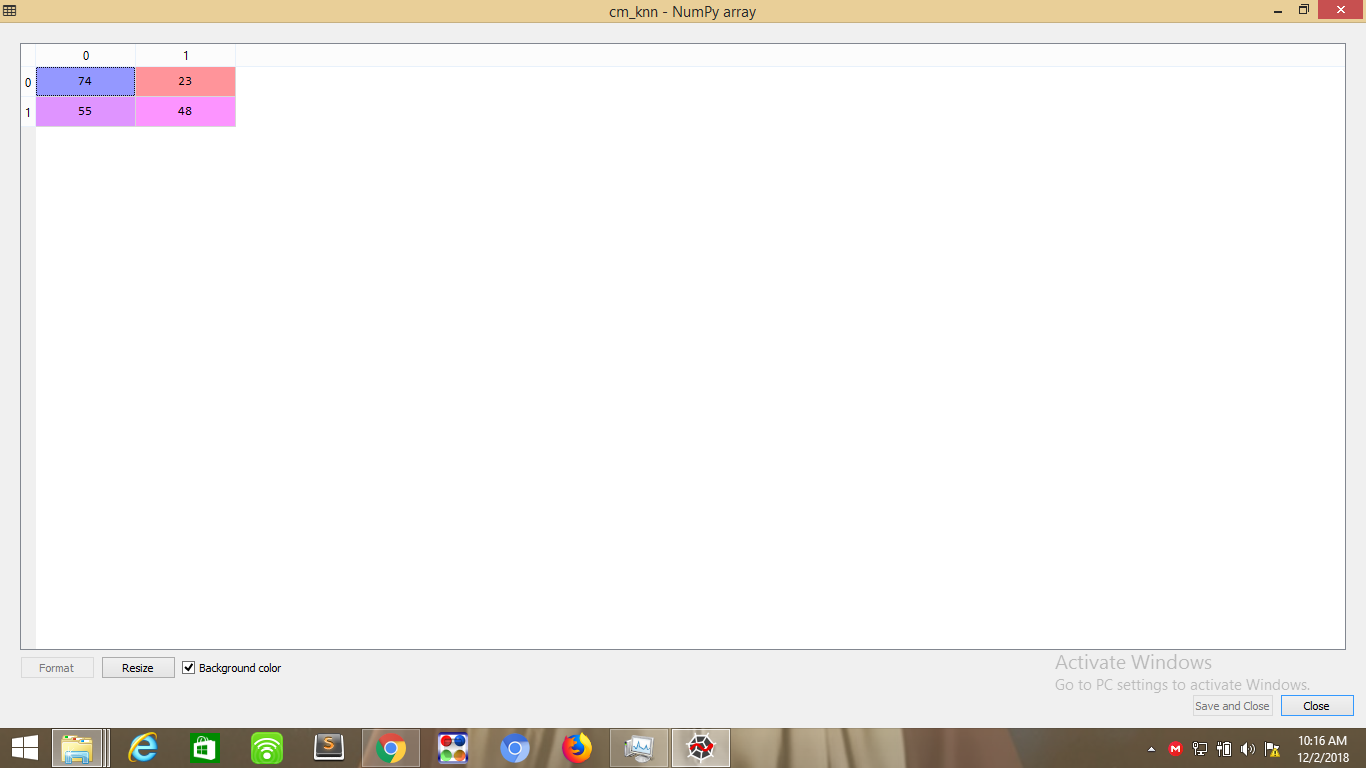 cm_knn - NumPy array
0 1
0 74 23
1 55 48
Format Resize Background color
Activate Windows
Go to PC settings to activate Windows.
Save and Close Close
S
M
10:16 AM
12/2/2018